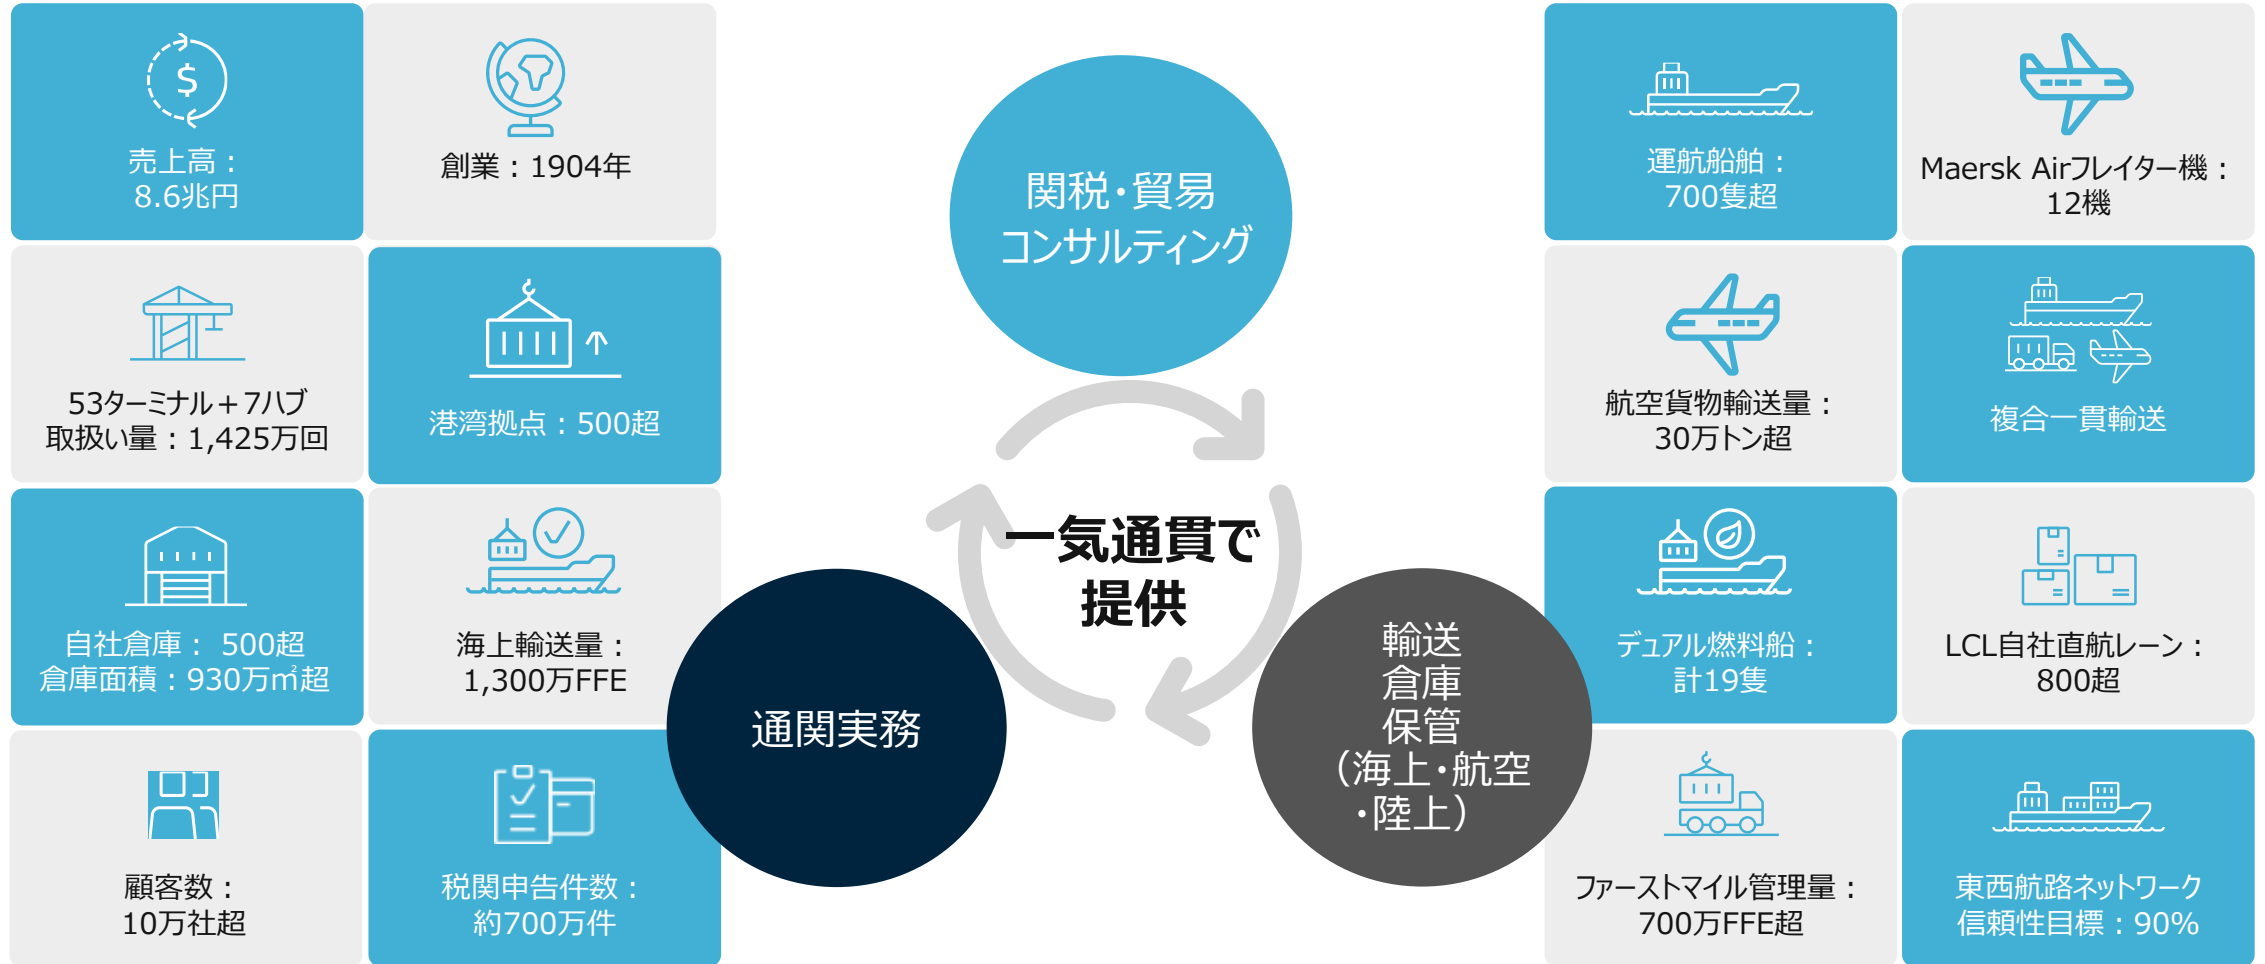 売上高：
8.6兆円
創業：1904年
53ターミナル＋7ハブ
取扱い量：1,425万回
港湾拠点：500超
自社倉庫： 500超
倉庫面積：930万㎡超
海上輸送量：
1,300万FFE
顧客数：
10万社超
税関申告件数：
約700万件
関税・貿易
コンサルティング
一気通貫で
提供
通関実務
輸送
倉庫
保管
（海上・航空
・陸上）
運航船舶：
700隻超
Maersk Airフレイター機：
12機
航空貨物輸送量：
30万トン超
複合一貫輸送
デュアル燃料船：
計19隻
LCL自社直航レーン：
800超
ファーストマイル管理量：
700万FFE超
東西航路ネットワーク
信頼性目標：90%